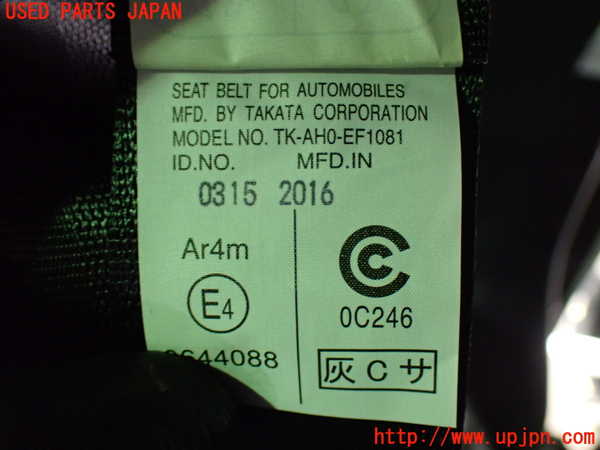 USED PARTS JAPAN
SEAT BELT FOR AUTOMOBILES
MFD. BY TAKATA CORPORATION
MODEL NO. TK-AH0-EF1081
ID.NO. MFD.IN
0315 2016
Ar4m
E4
0C246
灰Cサ
http://www.upjpn.com/